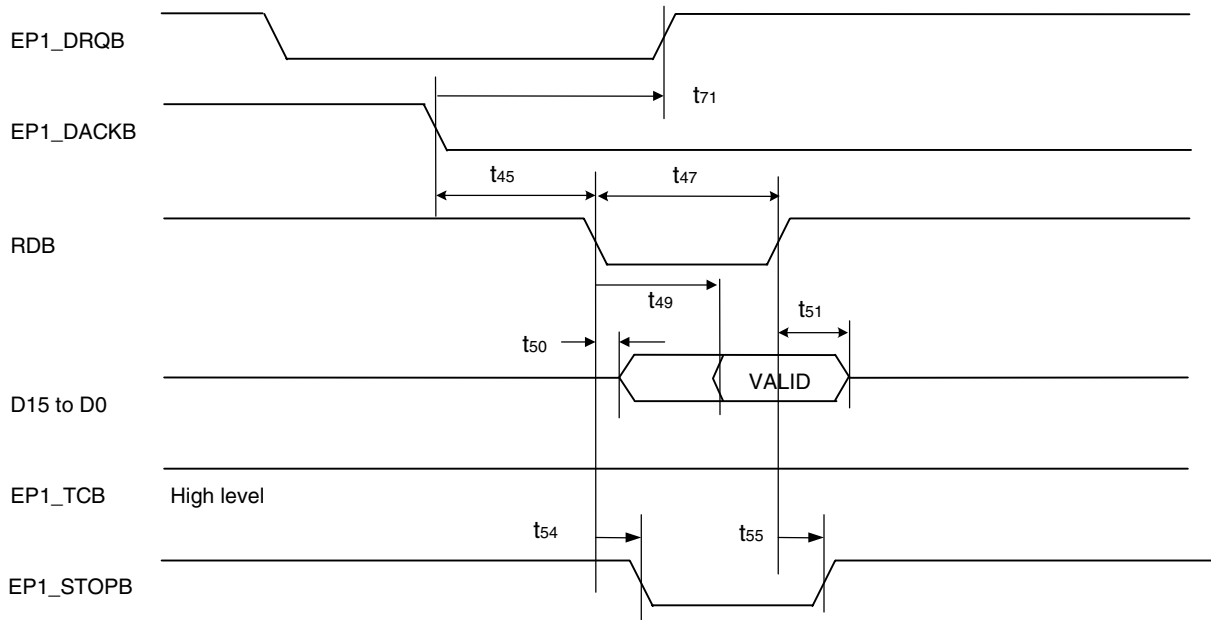 EP1_DRQB
t71
EP1_DACKB
t45
t47
RDB
t49
t51
t50
VALID
D15 to D0
EP1_TCB
High level
t54
t55
EP1_STOPB